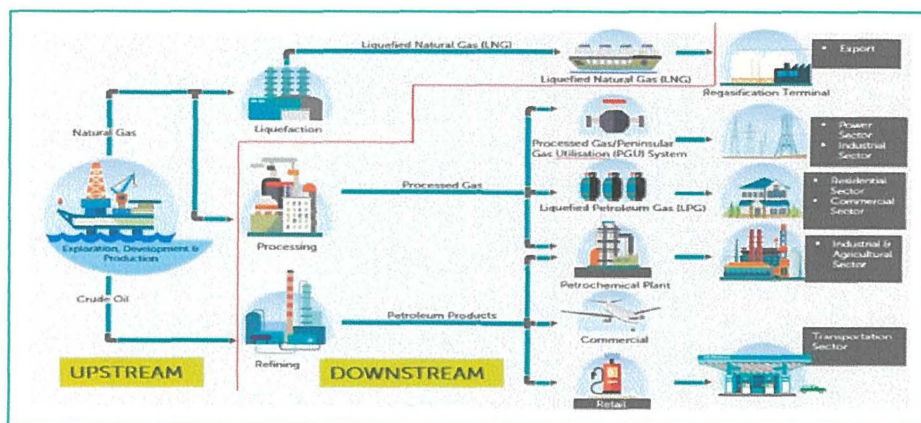 Liquefied Natural Gas (LNG)
Liquefied Natural Gas (LNG)
Regasification Terminal
• Export
Natural Gas
Liquefaction
Processed Gas/Peninsular
Gas Utilisation (PGU) System
• Power
Sector
• Industrial
Sector
Processed Gas
Liquefied Petroleum Gas (LPG)
• Residential
Sector
• Commercial
Sector
Exploration, Development &
Production
Processing
Petrochemical Plant
• Industrial &
Agricultural
Sector
Crude Oil
Petroleum Products
Commercial
Refining
Retail
Transportation
Sector
UPSTREAM
DOWNSTREAM